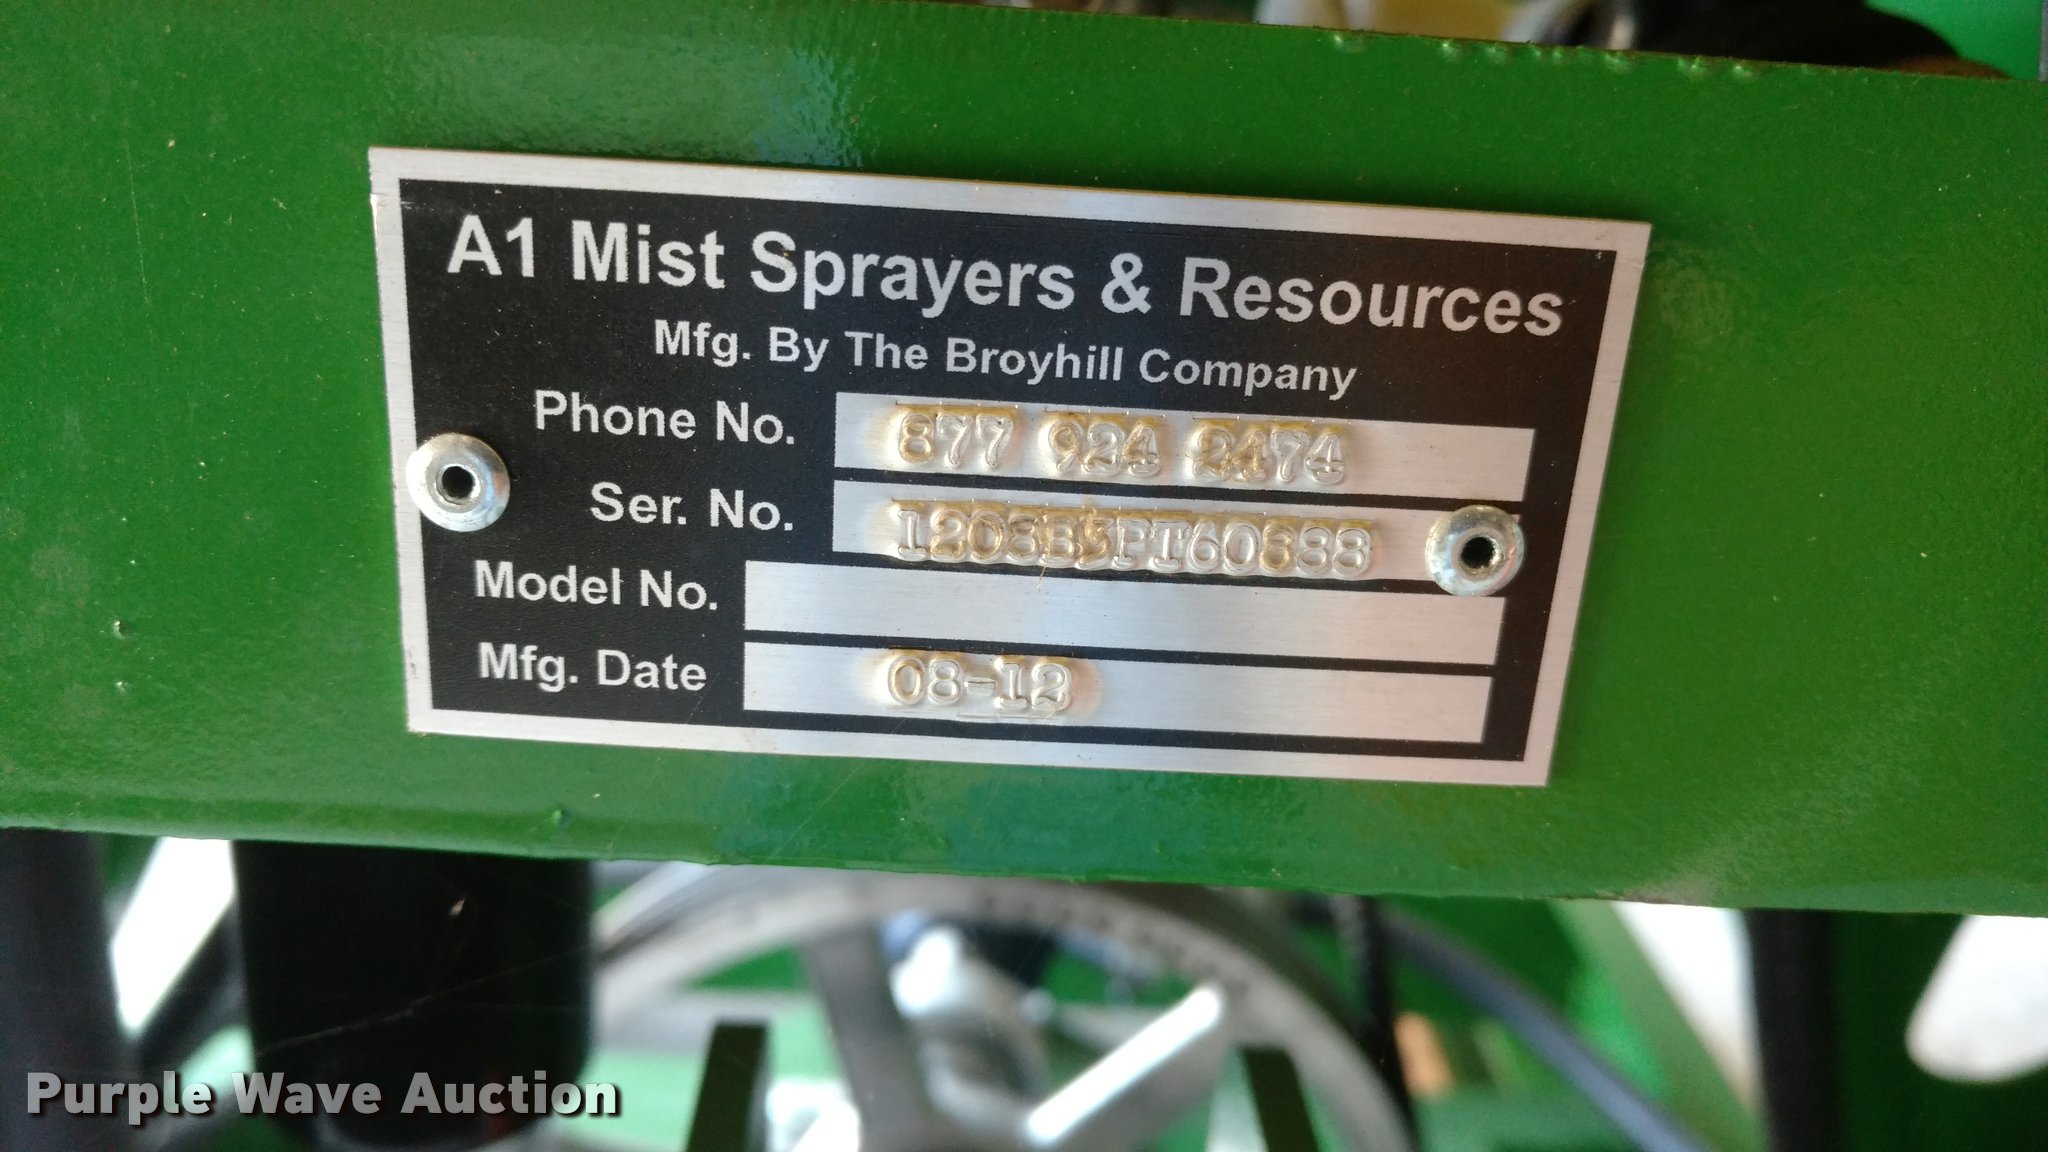 A1 Mist Sprayers & Resources
Mfg. By The Broyhill Company
Phone No. 877 924 2474
Ser. No. 1208B5PT60888
Model No.
Mfg. Date 08-12
Purple Wave Auction